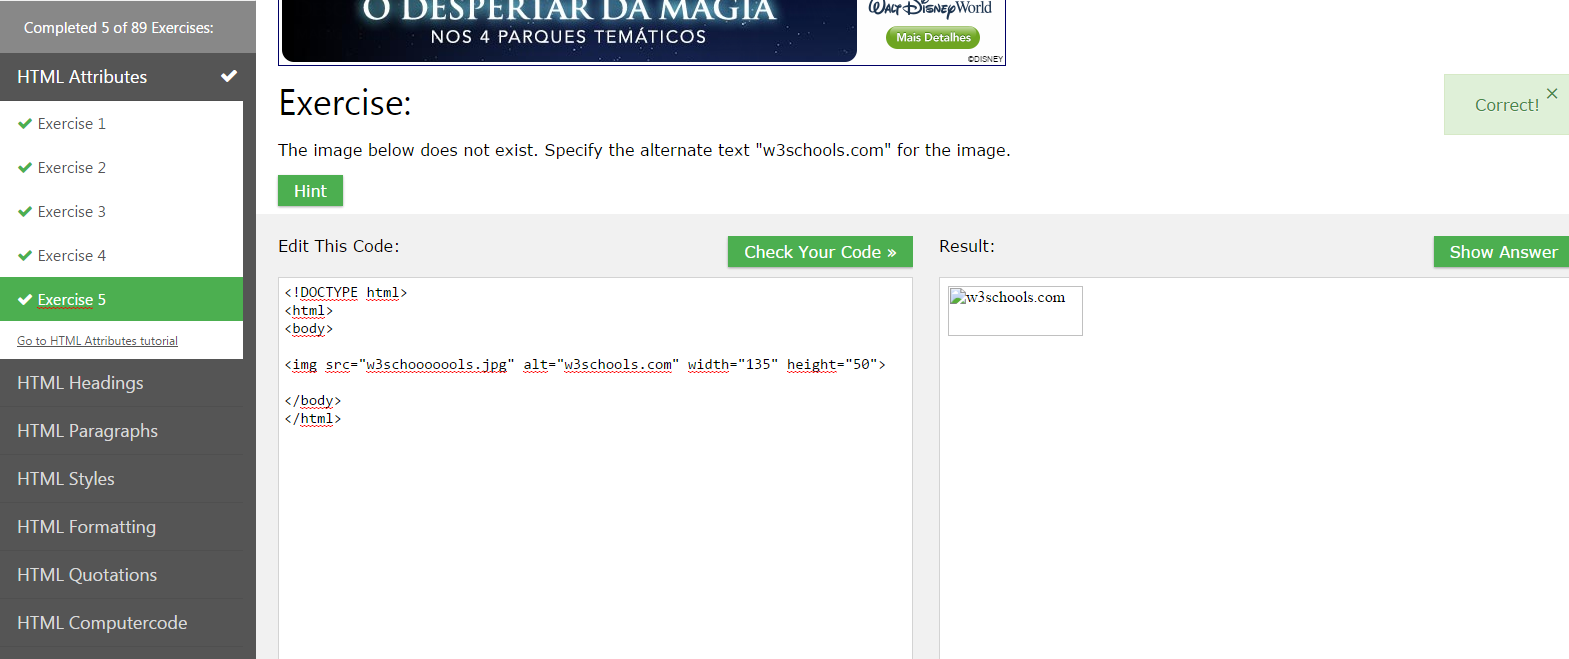 Completed 5 of 89 Exercises:
HTML Attributes
Exercise 1
Exercise 2
Exercise 3
Exercise 4
Exercise 5
Go to HTML Attributes tutorial
HTML Headings
HTML Paragraphs
HTML Styles
HTML Formatting
HTML Quotations
HTML Computercode
O DESPERTAR DA MAGIA
NOS 4 PARQUES TEMÁTICOS
WALT DISNEY World
Mais Detalhes
©DISNEY
Exercise:
The image below does not exist. Specify the alternate text "w3schools.com" for the image.
Hint
Correct! ×
Edit This Code:
Check Your Code »
<!DOCTYPE html>
<html>
<body>
<img src="w3schooooools.jpg" alt="w3schools.com" width="135" height="50">
</body>
</html>
Result:
Show Answer
w3schools.com